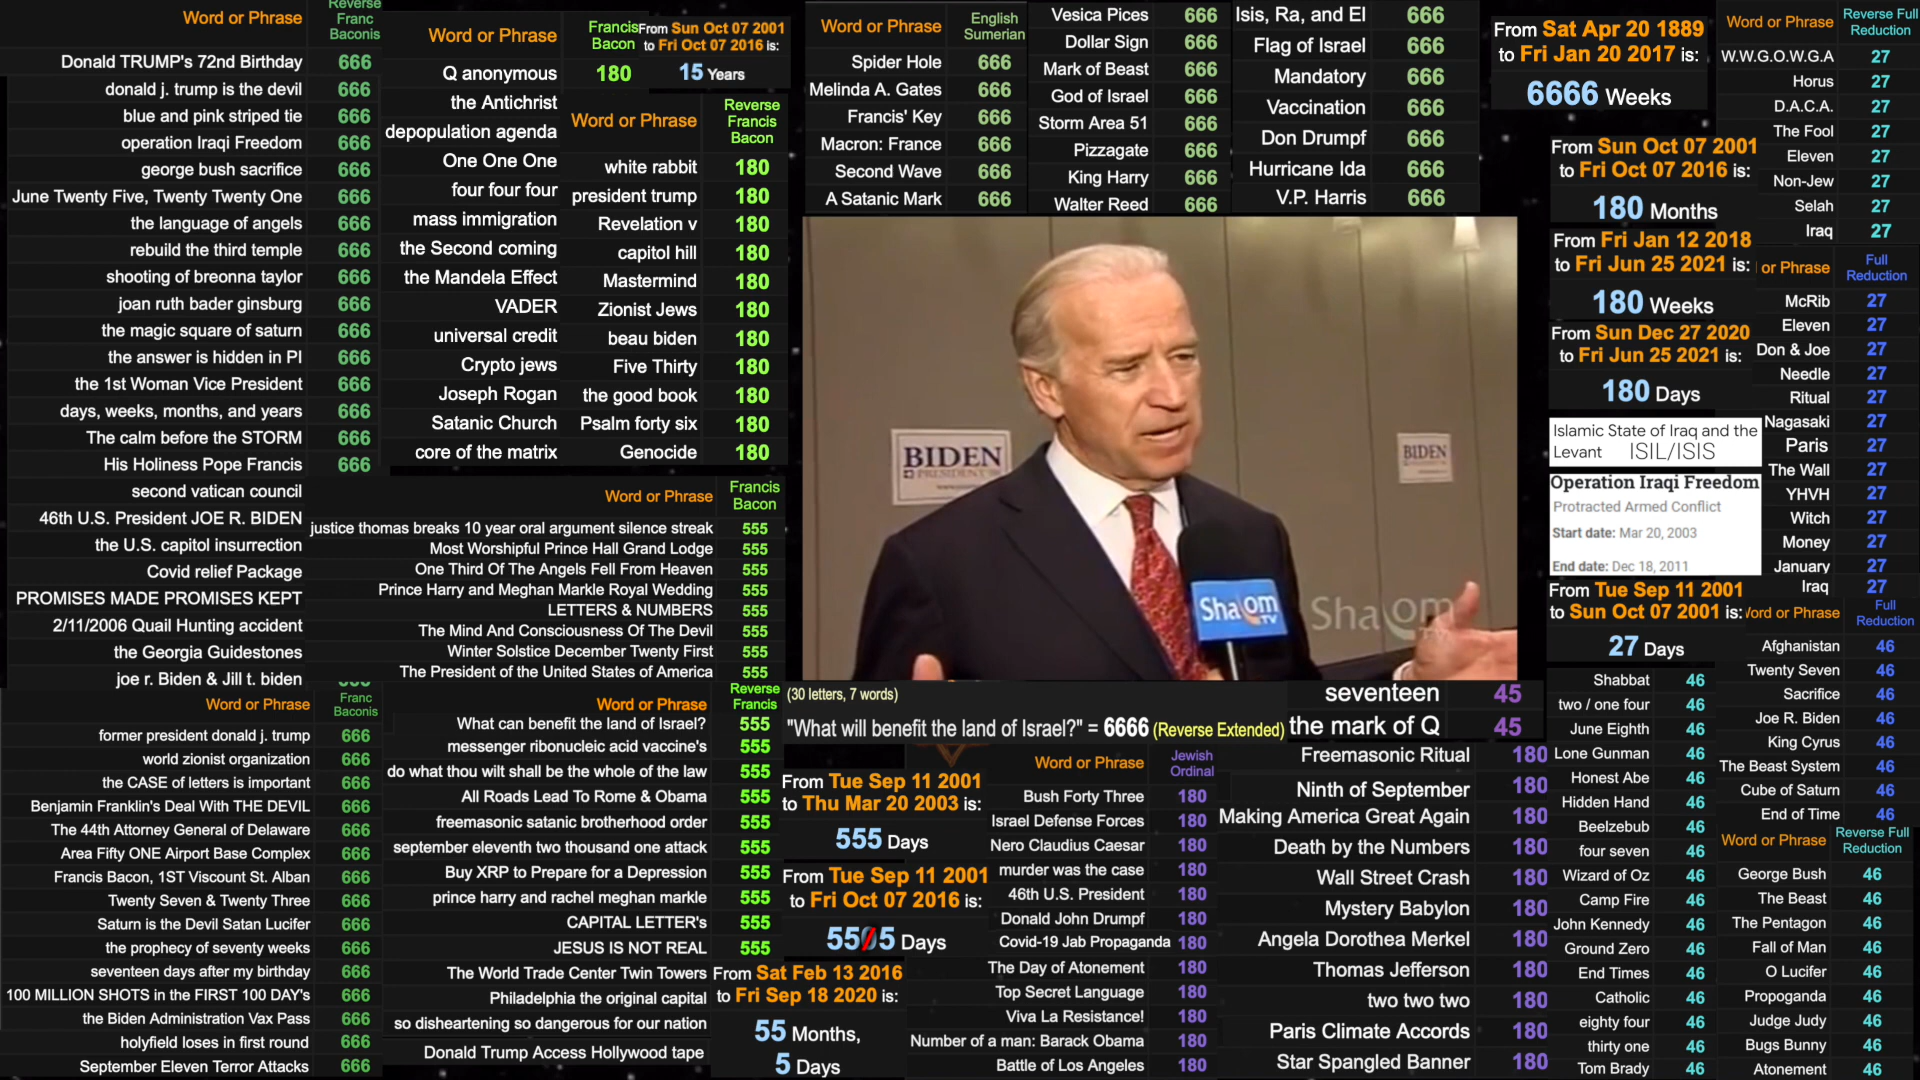 Word or Phrase
Reverse
Franc
Baconis
Donald TRUMP's 72nd Birthday 666
donald j. trump is the devil 666
blue and pink striped tie 666
operation Iraqi Freedom 666
george bush sacrifice 666
June Twenty Five, Twenty Twenty One 666
the language of angels 666
rebuild the third temple 666
shooting of breonna taylor 666
joan ruth bader ginsburg 666
the magic square of saturn 666
the answer is hidden in PI 666
the 1st Woman Vice President 666
days, weeks, months, and years 666
The calm before the STORM 666
His Holiness Pope Francis 666
second vatican council
46th U.S. President JOE R. BIDEN
the U.S. capitol insurrection
Covid relief Package
PROMISES MADE PROMISES KEPT
2/11/2006 Quail Hunting accident
the Georgia Guidestones
joe r. Biden & Jill t. biden
Word or Phrase
Franc
Baconis
former president donald j. trump 666
world zionist organization 666
the CASE of letters is important 666
Benjamin Franklin's Deal With THE DEVIL 666
The 44th Attorney General of Delaware 666
Area Fifty ONE Airport Base Complex 666
Francis Bacon, 1ST Viscount St. Alban 666
Twenty Seven & Twenty Three 666
Saturn is the Devil Satan Lucifer 666
the prophecy of seventy weeks 666
seventeen days after my birthday 666
100 MILLION SHOTS in the FIRST 100 DAY's 666
the Biden Administration Vax Pass 666
holyfield loses in first round 666
September Eleven Terror Attacks 666
Word or Phrase
Francis
Bacon
Q anonymous 180
the Antichrist
depopulation agenda
One One One
four four four
mass immigration
the Second coming
the Mandela Effect
VADER
universal credit
Crypto jews
Joseph Rogan
Satanic Church
core of the matrix
From Sun Oct 07 2001
to Fri Oct 07 2016 is:
15 Years
Word or Phrase
Reverse
Francis
Bacon
white rabbit 180
president trump 180
Revelation v 180
capitol hill 180
Mastermind 180
Zionist Jews 180
beau biden 180
Five Thirty 180
the good book 180
Psalm forty six 180
Genocide 180
Word or Phrase
Francis
Bacon
justice thomas breaks 10 year oral argument silence streak 555
Most Worshipful Prince Hall Grand Lodge 555
One Third Of The Angels Fell From Heaven 555
Prince Harry and Meghan Markle Royal Wedding 555
LETTERS & NUMBERS 555
The Mind And Consciousness Of The Devil 555
Winter Solstice December Twenty First 555
The President of the United States of America 555
Word or Phrase
Reverse
Francis
What can benefit the land of Israel? 555
messenger ribonucleic acid vaccine's 555
do what thou wilt shall be the whole of the law 555
All Roads Lead To Rome & Obama 555
freemasonic satanic brotherhood order 555
september eleventh two thousand one attack 555
Buy XRP to Prepare for a Depression 555
prince harry and rachel meghan markle 555
CAPITAL LETTER's 555
JESUS IS NOT REAL 555
The World Trade Center Twin Towers
Philadelphia the original capital
so disheartening so dangerous for our nation
Donald Trump Access Hollywood tape
Word or Phrase
English
Sumerian
Spider Hole 666
Melinda A. Gates 666
Francis' Key 666
Macron: France 666
Second Wave 666
A Satanic Mark 666
Vesica Pices 666
Dollar Sign 666
Mark of Beast 666
God of Israel 666
Storm Area 51 666
Pizzagate 666
King Harry 666
Walter Reed 666
Isis, Ra, and El 666
Flag of Israel 666
Mandatory 666
Vaccination 666
Don Drumpf 666
Hurricane Ida 666
V.P. Harris 666
BIDEN
PRESIDENT
BIDEN
Shalom
TV
Shalom
TV
(30 letters, 7 words)
"What will benefit the land of Israel?" = 6666 (Reverse Extended)
seventeen 45
the mark of Q 45
From Tue Sep 11 2001
to Thu Mar 20 2003 is:
555 Days
From Tue Sep 11 2001
to Fri Oct 07 2016 is:
5505 Days
From Sat Feb 13 2016
to Fri Sep 18 2020 is:
55 Months,
5 Days
Word or Phrase
Jewish
Ordinal
Bush Forty Three 180
Israel Defense Forces 180
Nero Claudius Caesar 180
murder was the case 180
46th U.S. President 180
Donald John Drumpf 180
Covid-19 Jab Propaganda 180
The Day of Atonement 180
Top Secret Language 180
Viva La Resistance! 180
Number of a man: Barack Obama 180
Battle of Los Angeles 180
Freemasonic Ritual 180
Ninth of September 180
Making America Great Again 180
Death by the Numbers 180
Wall Street Crash 180
Mystery Babylon 180
Angela Dorothea Merkel 180
Thomas Jefferson 180
two two two 180
Paris Climate Accords 180
Star Spangled Banner 180
From Sat Apr 20 1889
to Fri Jan 20 2017 is:
6666 Weeks
From Sun Oct 07 2001
to Fri Oct 07 2016 is:
180 Months
From Fri Jan 12 2018
to Fri Jun 25 2021 is:
180 Weeks
From Sun Dec 27 2020
to Fri Jun 25 2021 is:
180 Days
Islamic State of Iraq and the
Levant ISIL/ISIS
Operation Iraqi Freedom
Protracted Armed Conflict
Start date: Mar 20, 2003
End date: Dec 18, 2011
From Tue Sep 11 2001
to Sun Oct 07 2001 is:
27 Days
Shabbat 46
two / one four 46
June Eighth 46
Lone Gunman 46
Honest Abe 46
Hidden Hand 46
Beelzebub 46
four seven 46
Wizard of Oz 46
Camp Fire 46
John Kennedy 46
Ground Zero 46
End Times 46
Catholic 46
eighty four 46
thirty one 46
Tom Brady 46
Word or Phrase
Reverse Full
Reduction
W.W.G.O.W.G.A 27
Horus 27
D.A.C.A. 27
The Fool 27
Eleven 27
Non-Jew 27
Selah 27
Iraq 27
or Phrase
Full
Reduction
McRib 27
Eleven 27
Don & Joe 27
Needle 27
Ritual 27
Nagasaki 27
Paris 27
The Wall 27
YHVH 27
Witch 27
Money 27
January 27
Iraq 27
Word or Phrase
Full
Reduction
Afghanistan 46
Twenty Seven 46
Sacrifice 46
Joe R. Biden 46
King Cyrus 46
The Beast System 46
Cube of Saturn 46
End of Time 46
Word or Phrase
Reverse Full
Reduction
George Bush 46
The Beast 46
The Pentagon 46
Fall of Man 46
O Lucifer 46
Propoganda 46
Judge Judy 46
Bugs Bunny 46
Atonement 46